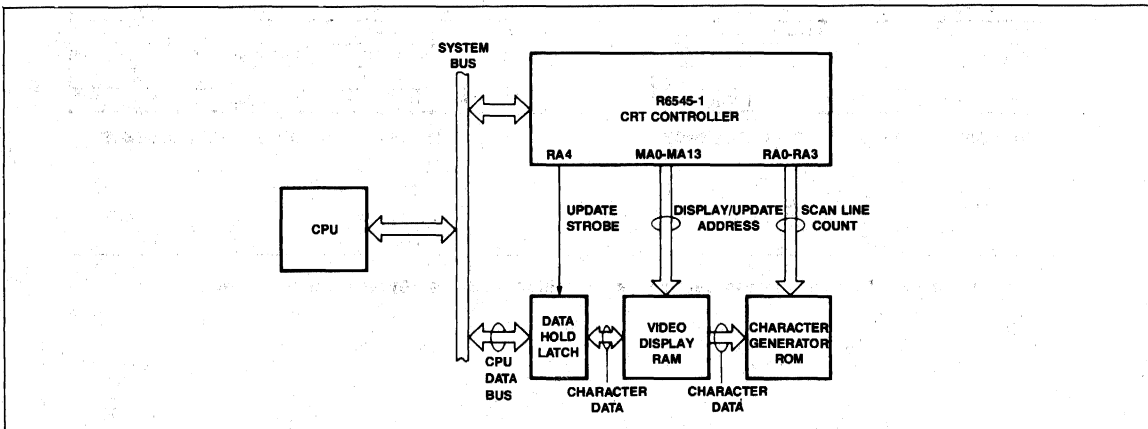 SYSTEM
BUS
R6545-1
CRT CONTROLLER
RA4
MA0-MA13
RA0-RA3
CPU
UPDATE
STROBE
DISPLAY/UPDATE
ADDRESS
SCAN LINE
COUNT
DATA
HOLD
LATCH
VIDEO
DISPLAY
RAM
CHARACTER
GENERATOR
ROM
CPU
DATA
BUS
CHARACTER
DATA
CHARACTER
DATA